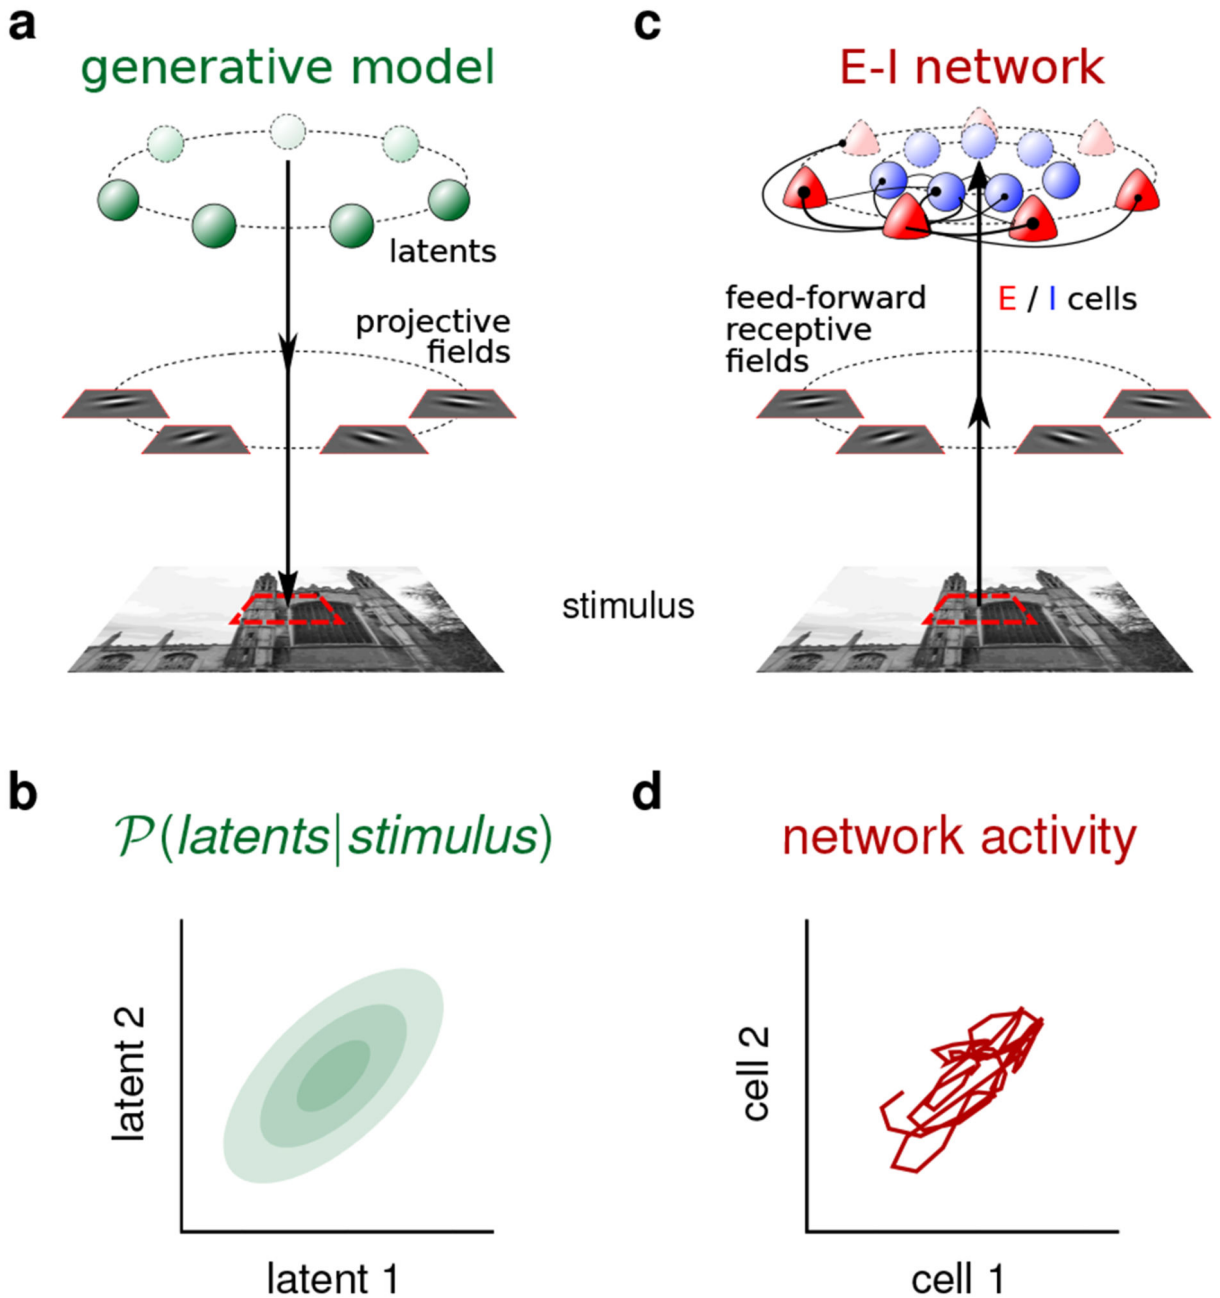 a
generative model
latents
projective
fields
c
E-I network
feed-forward
receptive
fields
E / I cells
stimulus
b
𝒫(latents|stimulus)
latent 2
latent 1
d
network activity
cell 2
cell 1